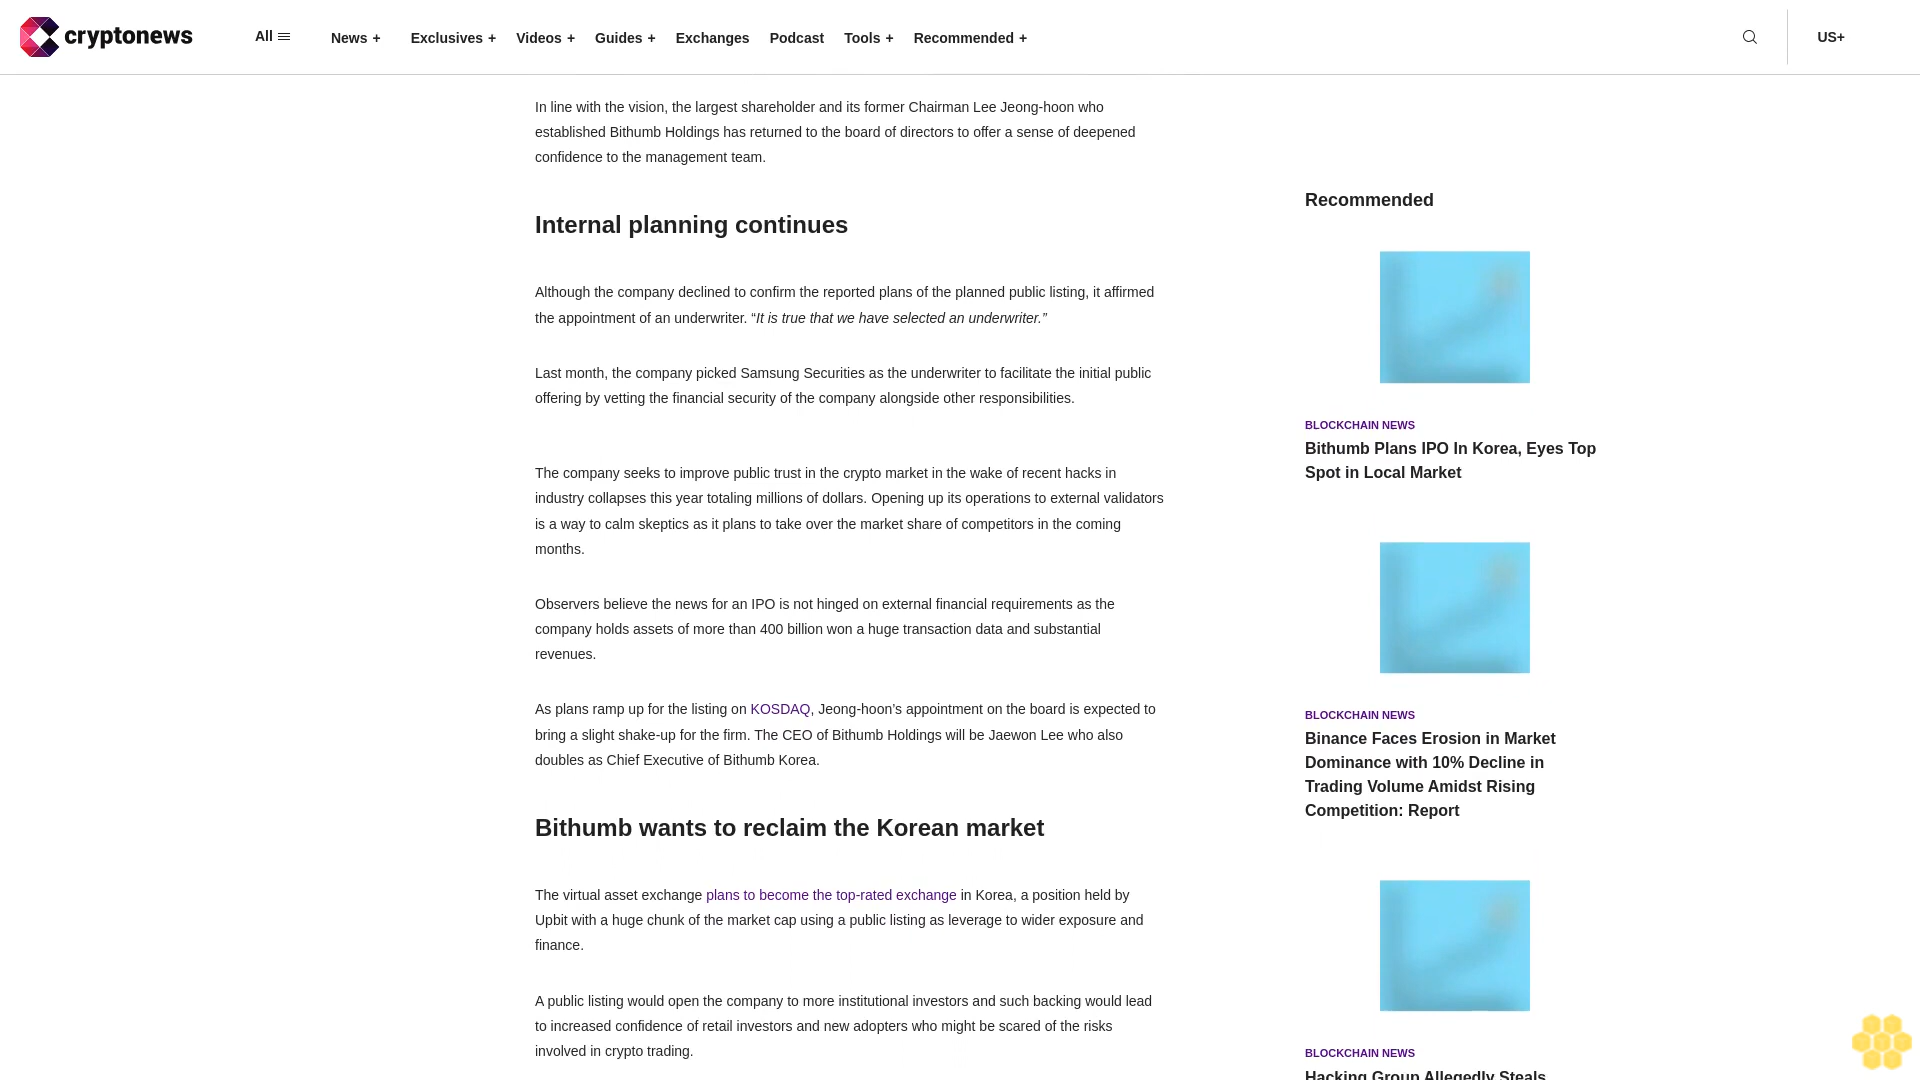 cryptonews
All
News +
Exclusives +
Videos +
Guides +
Exchanges
Podcast
Tools +
Recommended +
US+
In line with the vision, the largest shareholder and its former Chairman Lee Jeong-hoon who
established Bithumb Holdings has returned to the board of directors to offer a sense of deepened
confidence to the management team.
Internal planning continues
Although the company declined to confirm the reported plans of the planned public listing, it affirmed
the appointment of an underwriter. “It is true that we have selected an underwriter.”
Last month, the company picked Samsung Securities as the underwriter to facilitate the initial public
offering by vetting the financial security of the company alongside other responsibilities.
The company seeks to improve public trust in the crypto market in the wake of recent hacks in
industry collapses this year totaling millions of dollars. Opening up its operations to external validators
is a way to calm skeptics as it plans to take over the market share of competitors in the coming
months.
Observers believe the news for an IPO is not hinged on external financial requirements as the
company holds assets of more than 400 billion won a huge transaction data and substantial
revenues.
As plans ramp up for the listing on KOSDAQ, Jeong-hoon’s appointment on the board is expected to
bring a slight shake-up for the firm. The CEO of Bithumb Holdings will be Jaewon Lee who also
doubles as Chief Executive of Bithumb Korea.
Bithumb wants to reclaim the Korean market
The virtual asset exchange plans to become the top-rated exchange in Korea, a position held by
Upbit with a huge chunk of the market cap using a public listing as leverage to wider exposure and
finance.
A public listing would open the company to more institutional investors and such backing would lead
to increased confidence of retail investors and new adopters who might be scared of the risks
involved in crypto trading.
Recommended
BLOCKCHAIN NEWS
Bithumb Plans IPO In Korea, Eyes Top
Spot in Local Market
BLOCKCHAIN NEWS
Binance Faces Erosion in Market
Dominance with 10% Decline in
Trading Volume Amidst Rising
Competition: Report
BLOCKCHAIN NEWS
Hacking Group Allegedly Steals